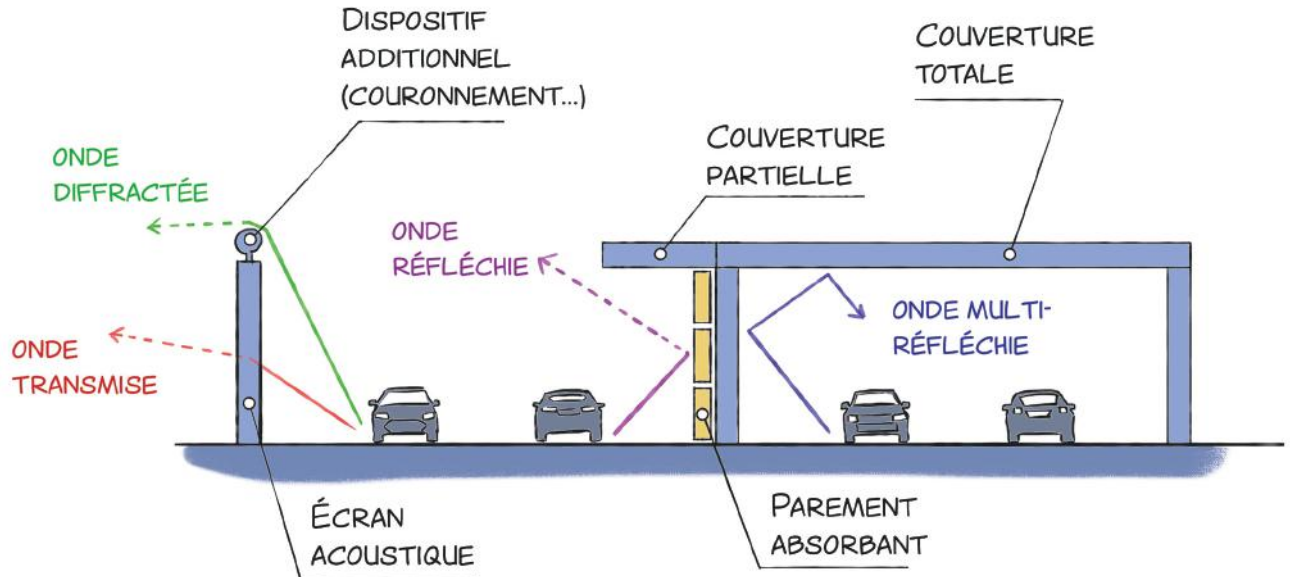 DISPOSITIF
ADDITIONNEL
(COURONNEMENT...)
COUVERTURE
TOTALE
COUVERTURE
PARTIELLE
ONDE
DIFFRACTÉE
ONDE
RÉFLÉCHIE
ONDE MULTI-
RÉFLÉCHIE
ONDE
TRANSMISE
ÉCRAN
ACOUSTIQUE
PAREMENT
ABSORBANT